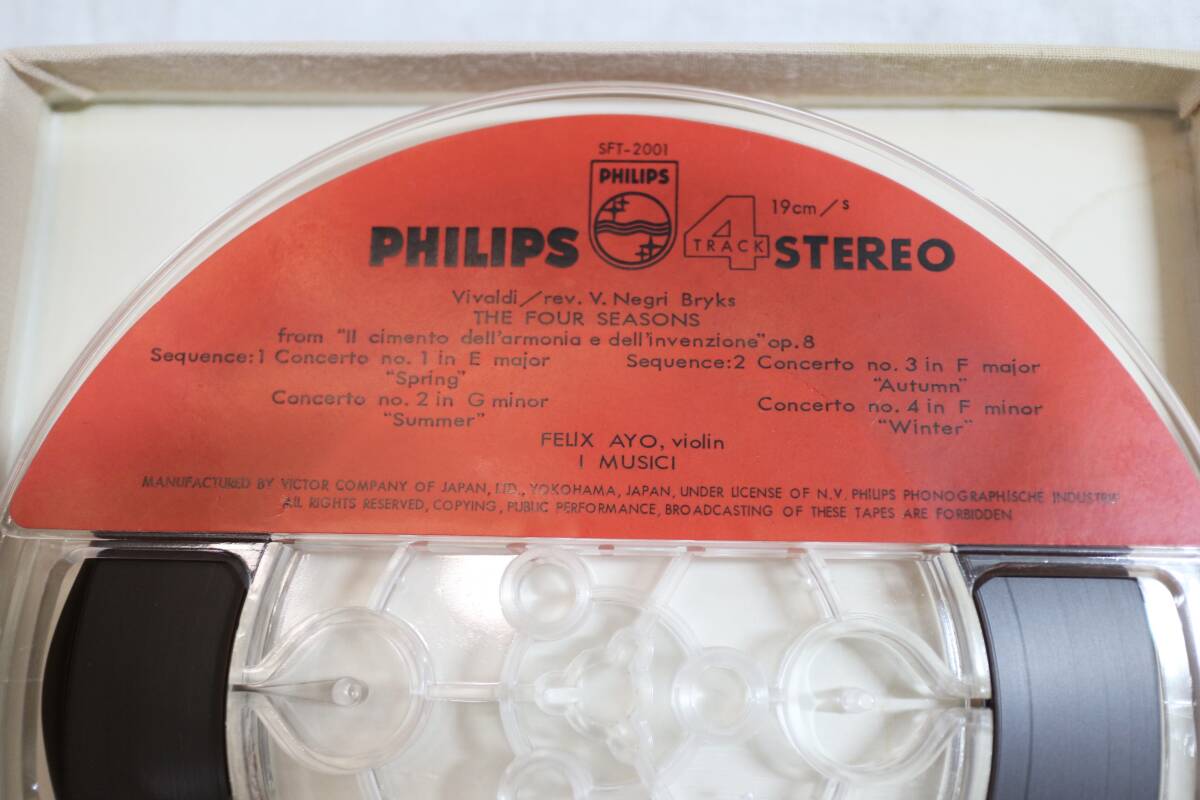 SFT-2001
PHILIPS
PHILIPS 4 TRACK STEREO
19cm/s
Vivaldi/rev. V. Negri Bryks
THE FOUR SEASONS
from "Il cimento dell'armonia e dell'invenzione" op.8
Sequence:1 Concerto no. 1 in E major
"Spring"
Concerto no. 2 in G minor
"Summer"
Sequence:2 Concerto no. 3 in F major
"Autumn"
Concerto no. 4 in F minor
"Winter"
FELIX AYO, violin
I MUSICI
MANUFACTURED BY VICTOR COMPANY OF JAPAN, LTD., YOKOHAMA, JAPAN, UNDER LICENSE OF N.V. PHILIPS PHONOGRAPHISCHE INDUSTRIE
ALL RIGHTS RESERVED, COPYING, PUBLIC PERFORMANCE, BROADCASTING OF THESE TAPES ARE FORBIDDEN